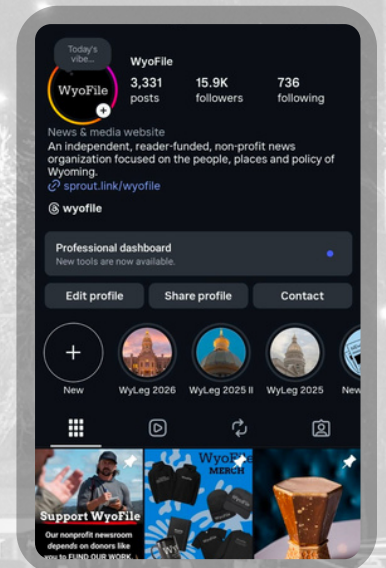 Today's
vibe...
WyoFile
WyoFile
3,331
posts
15.9K
followers
736
following
News & media website
An independent, reader-funded, non-profit news
organization focused on the people, places and policy of
Wyoming.
sprout.link/wyofile
wyofile
Professional dashboard
New tools are now available.
Edit profile
Share profile
Contact
New
WyLeg 2026
WyLeg 2025 II
WyLeg 2025
New
Support WyoFile
Our nonprofit newsroom
depends on donors like
you to FUND OUR WORK.
WyoFile
MERCH